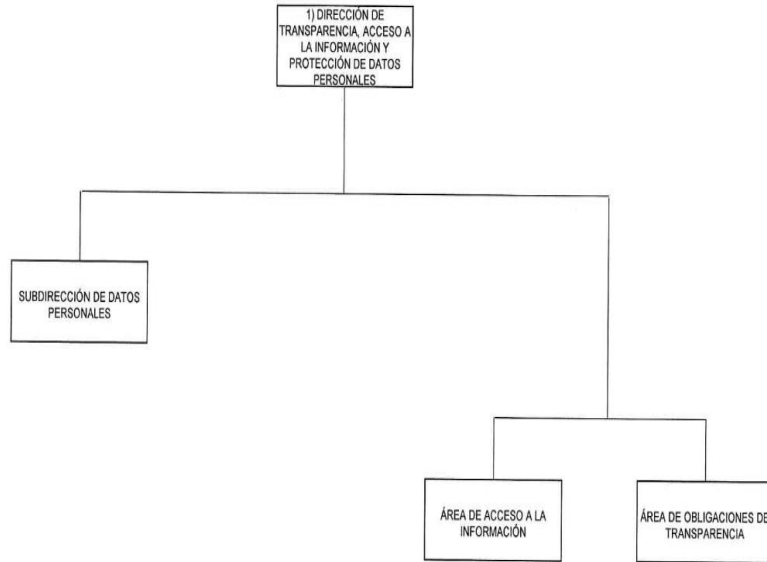 1) DIRECCIÓN DE
TRANSPARENCIA, ACCESO A
LA INFORMACIÓN Y
PROTECCIÓN DE DATOS
PERSONALES
SUBDIRECCIÓN DE DATOS
PERSONALES
ÁREA DE ACCESO A LA
INFORMACIÓN
ÁREA DE OBLIGACIONES DE
TRANSPARENCIA